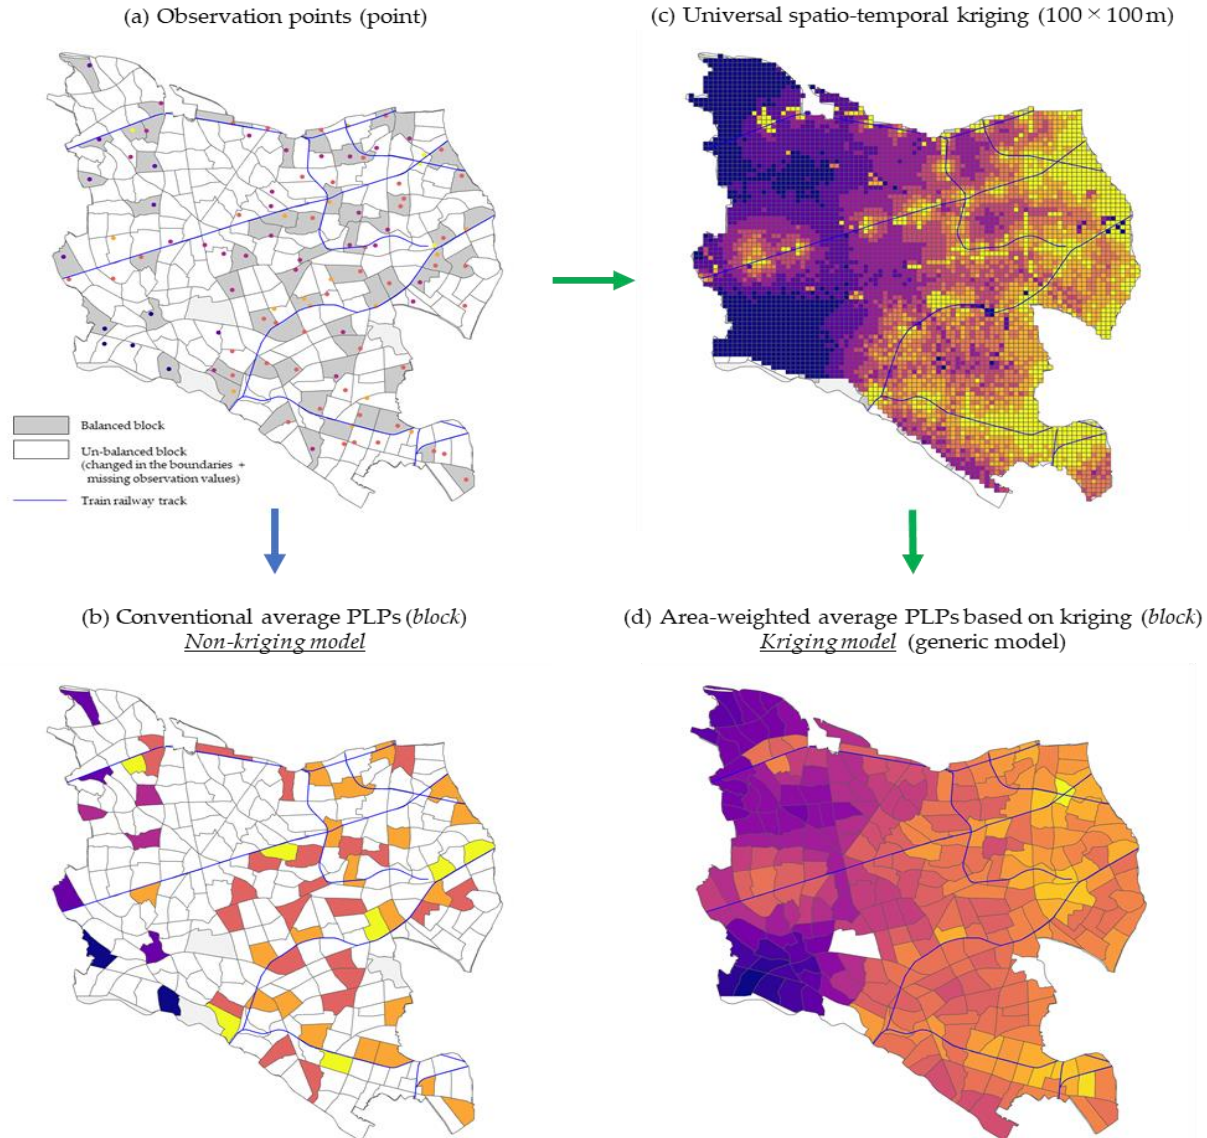 (a) Observation points (point)
(c) Universal spatio-temporal kriging (100 × 100 m)
Balanced block
Un-balanced block
(changed in the boundaries +
missing observation values)
Train railway track
(b) Conventional average PLPs (block)
Non-kriging model
(d) Area-weighted average PLPs based on kriging (block)
Kriging model (generic model)